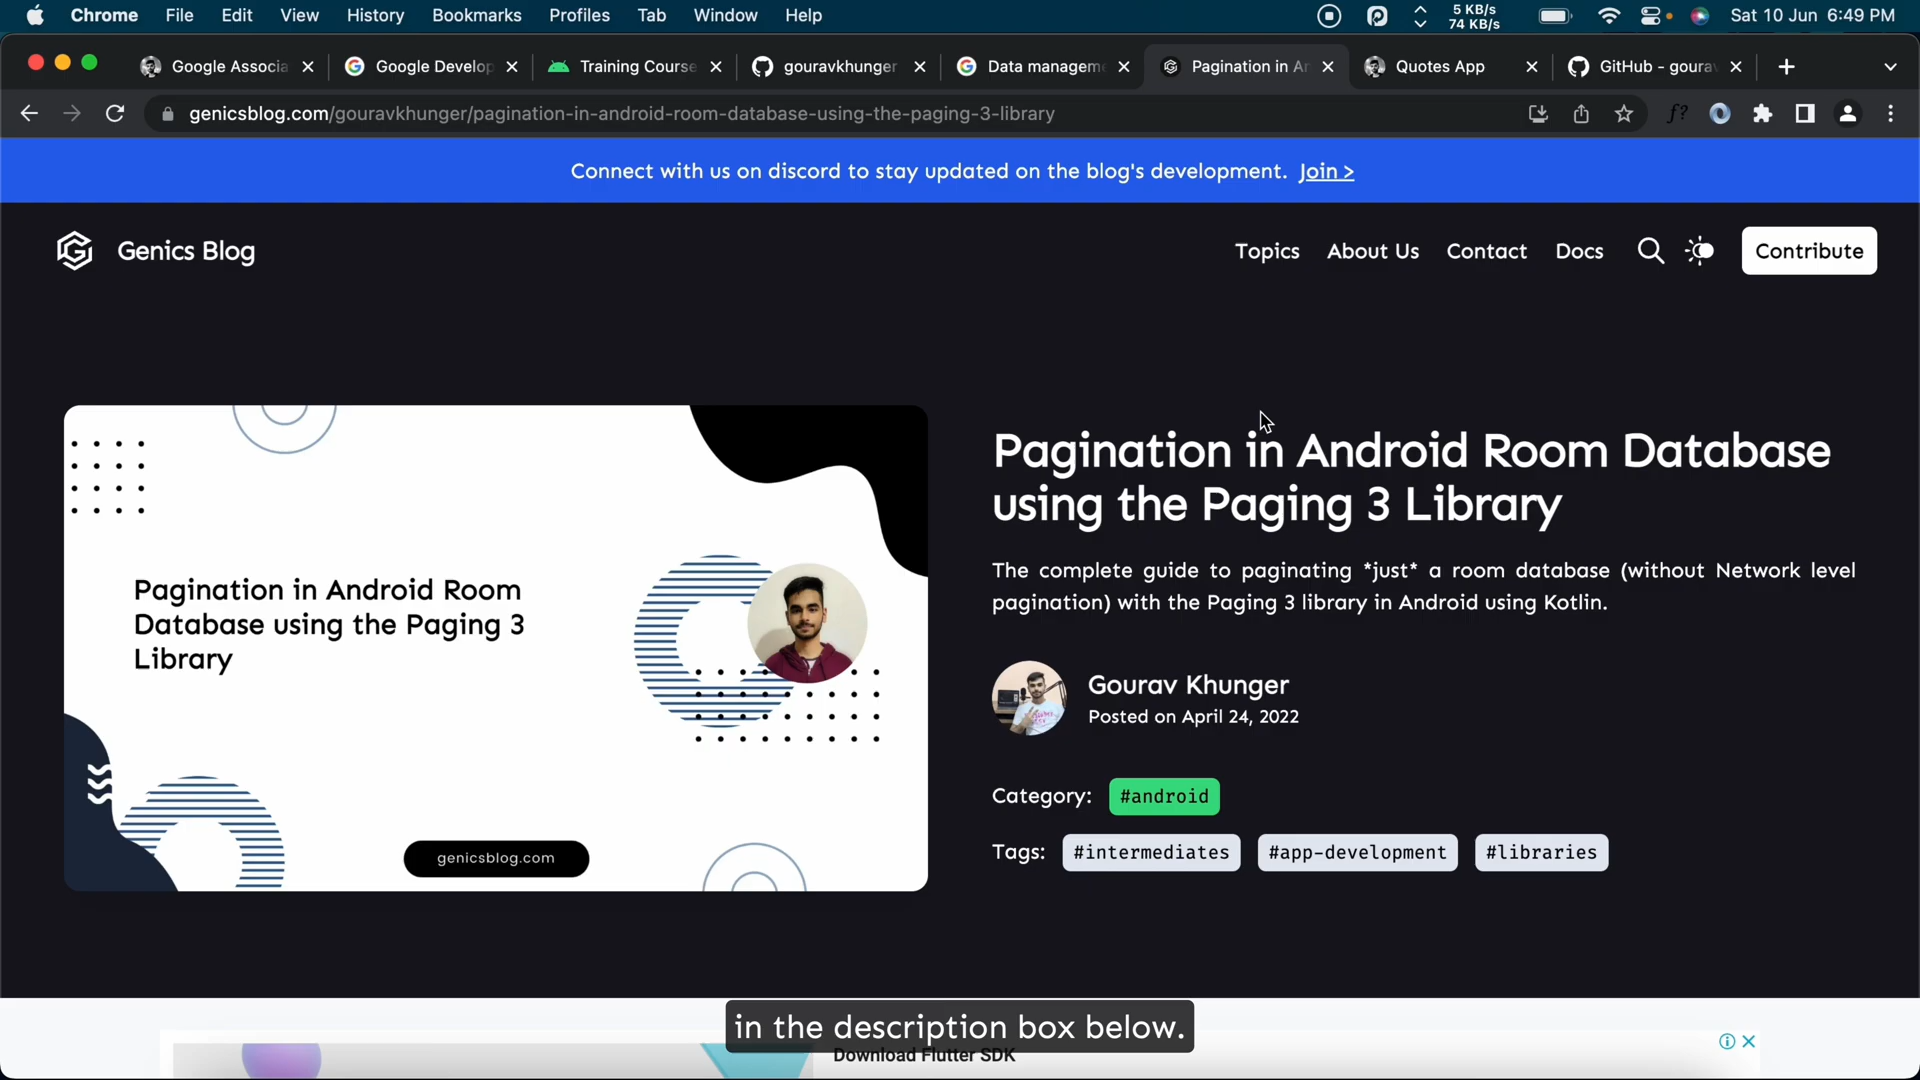 Chrome File Edit View History Bookmarks Profiles Tab Window Help
5 KB/s
74 KB/s
Sat 10 Jun 6:49 PM
Google Associa
Google Develop
Training Course
gouravkhunger
Data managem
Pagination in Ar
Quotes App
GitHub - goura
genicsblog.com/gouravkhunger/pagination-in-android-room-database-using-the-paging-3-library
f?
Connect with us on discord to stay updated on the blog's development. Join >
Genics Blog
Topics About Us Contact Docs Contribute
Pagination in Android Room
Database using the Paging 3
Library
genicsblog.com
Pagination in Android Room Database
using the Paging 3 Library
The complete guide to paginating *just* a room database (without Network level
pagination) with the Paging 3 library in Android using Kotlin.
Gourav Khunger
Posted on April 24, 2022
Category: #android
Tags: #intermediates #app-development #libraries
in the description box below.
Download Flutter SDK